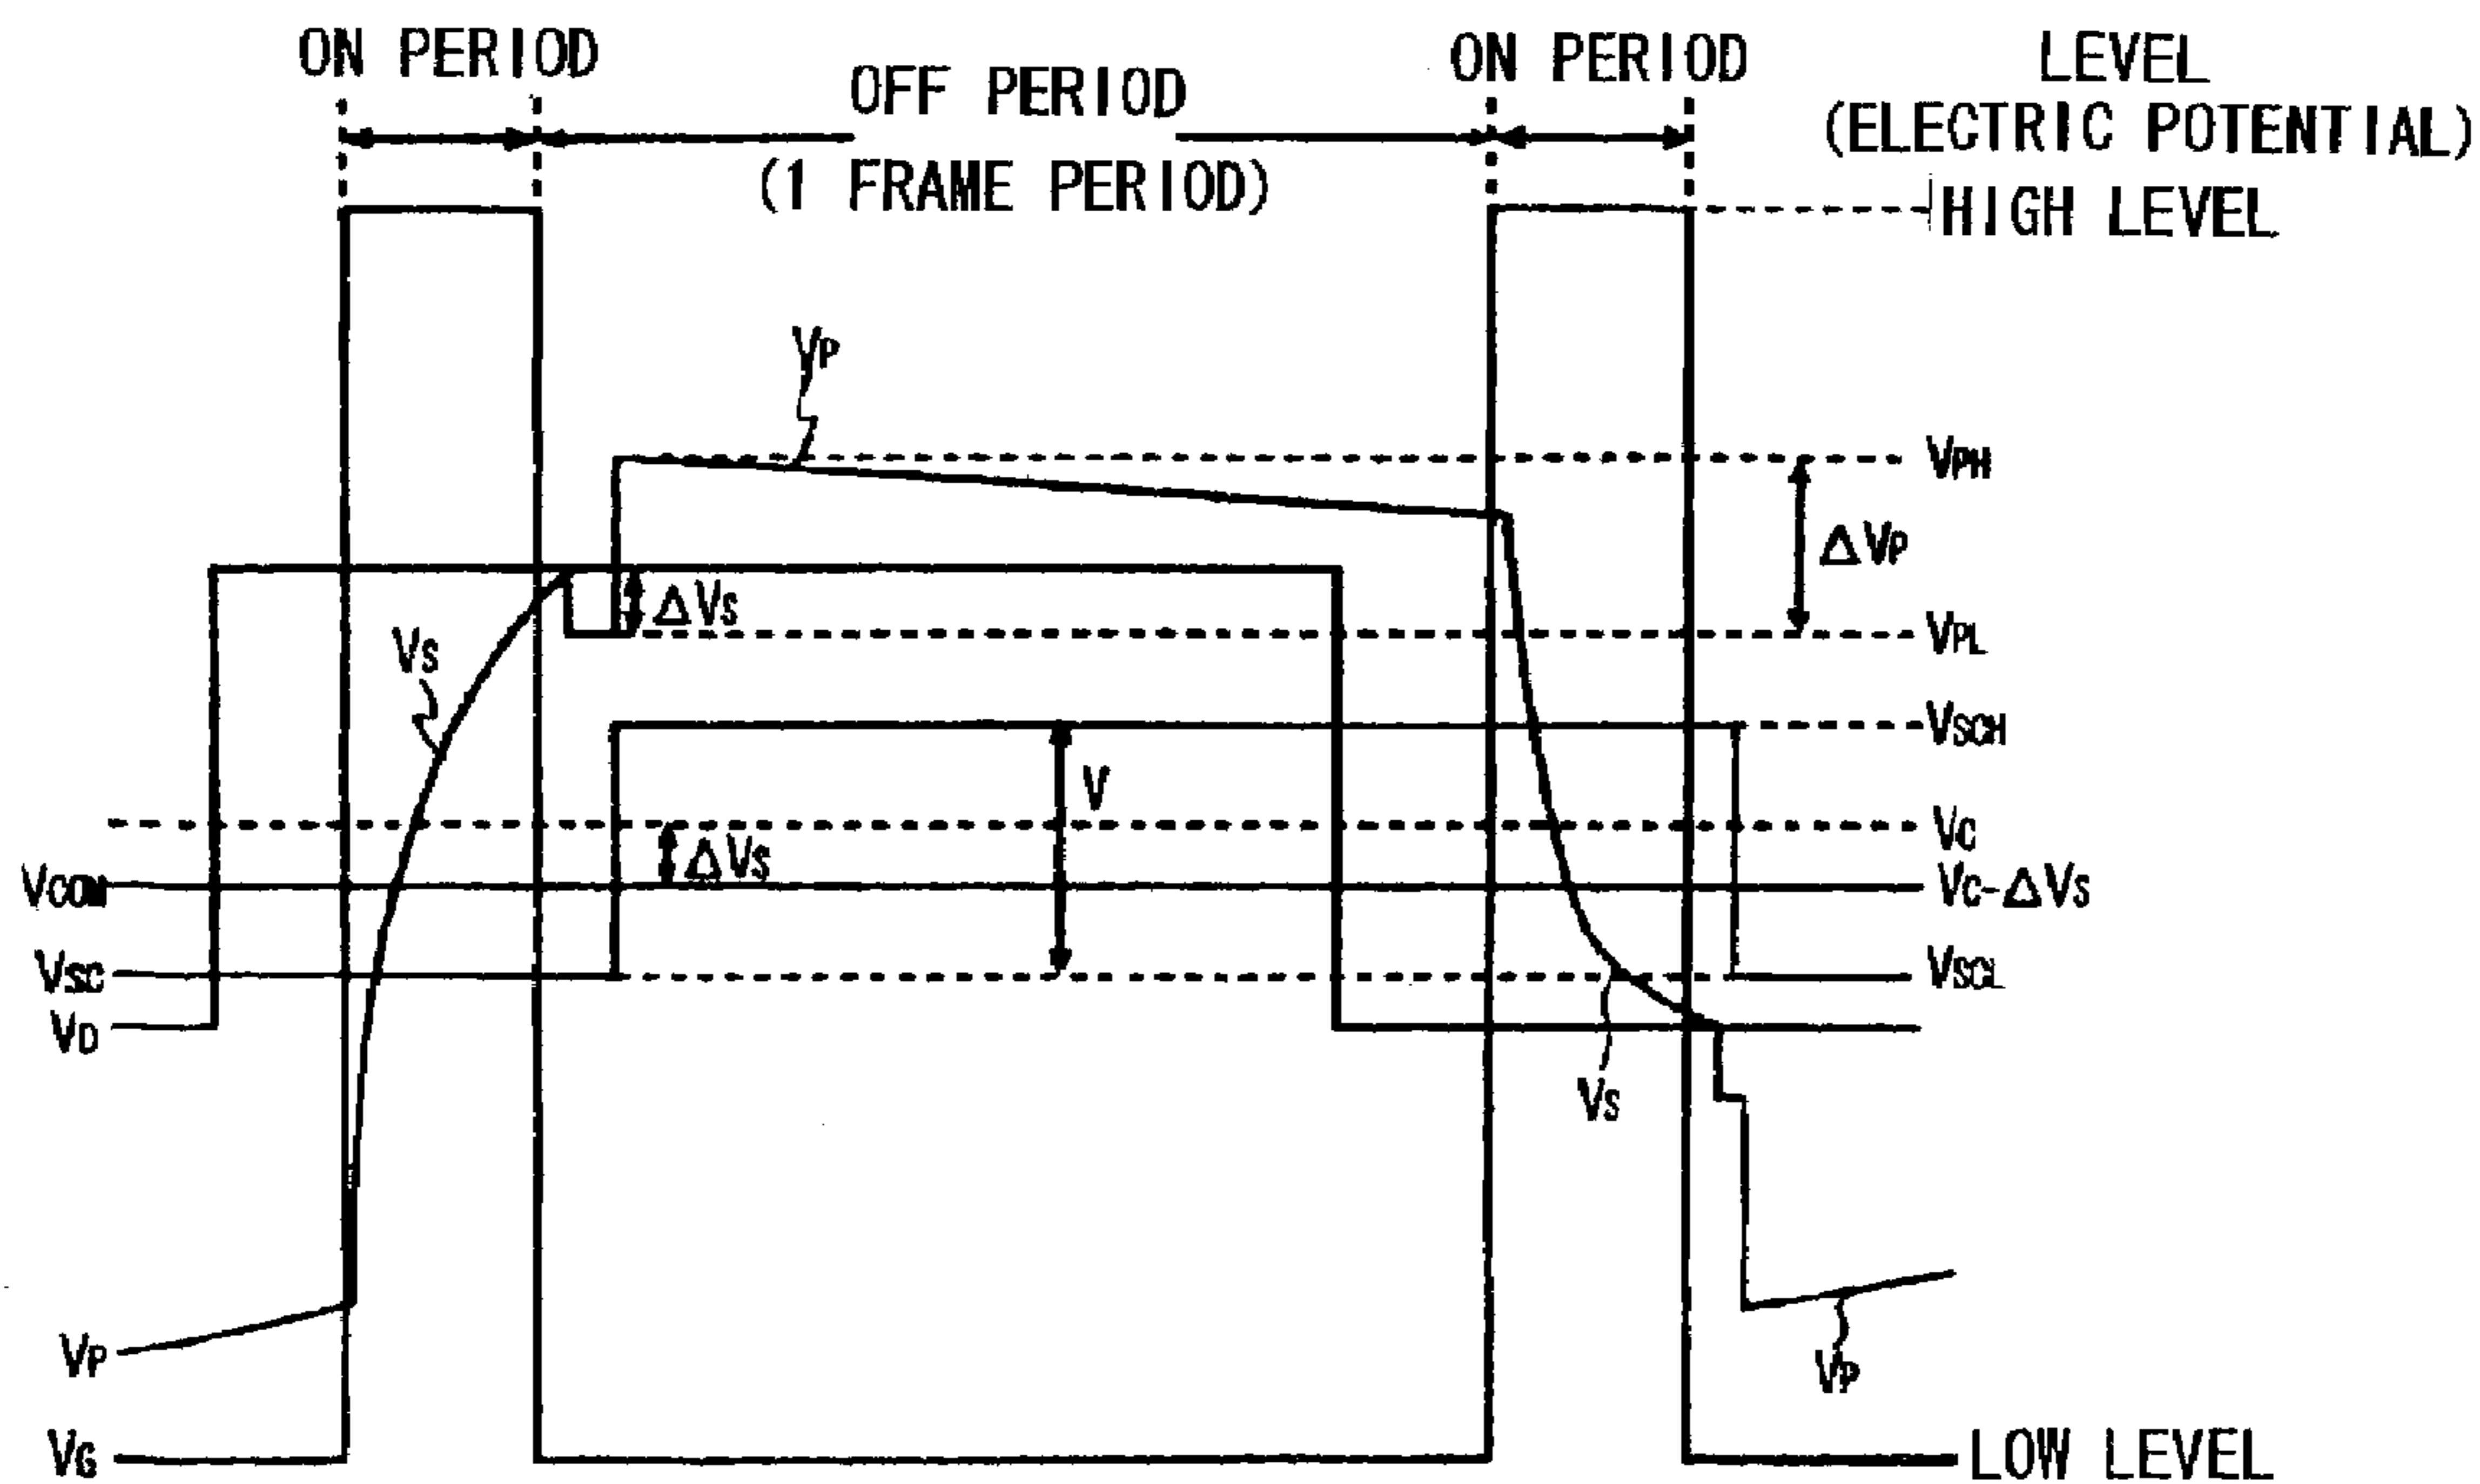 ON PERIOD
OFF PERIOD
(1 FRAME PERIOD)
ON PERIOD
LEVEL
(ELECTRIC POTENTIAL)
HIGH LEVEL
VP
VPH
ΔVP
ΔVS
VS
VPL
VSCH
V
VC
ΔVS
VCOM
VC-ΔVS
VSC
VSCL
VD
VS
VP
VP
VG
LOW LEVEL